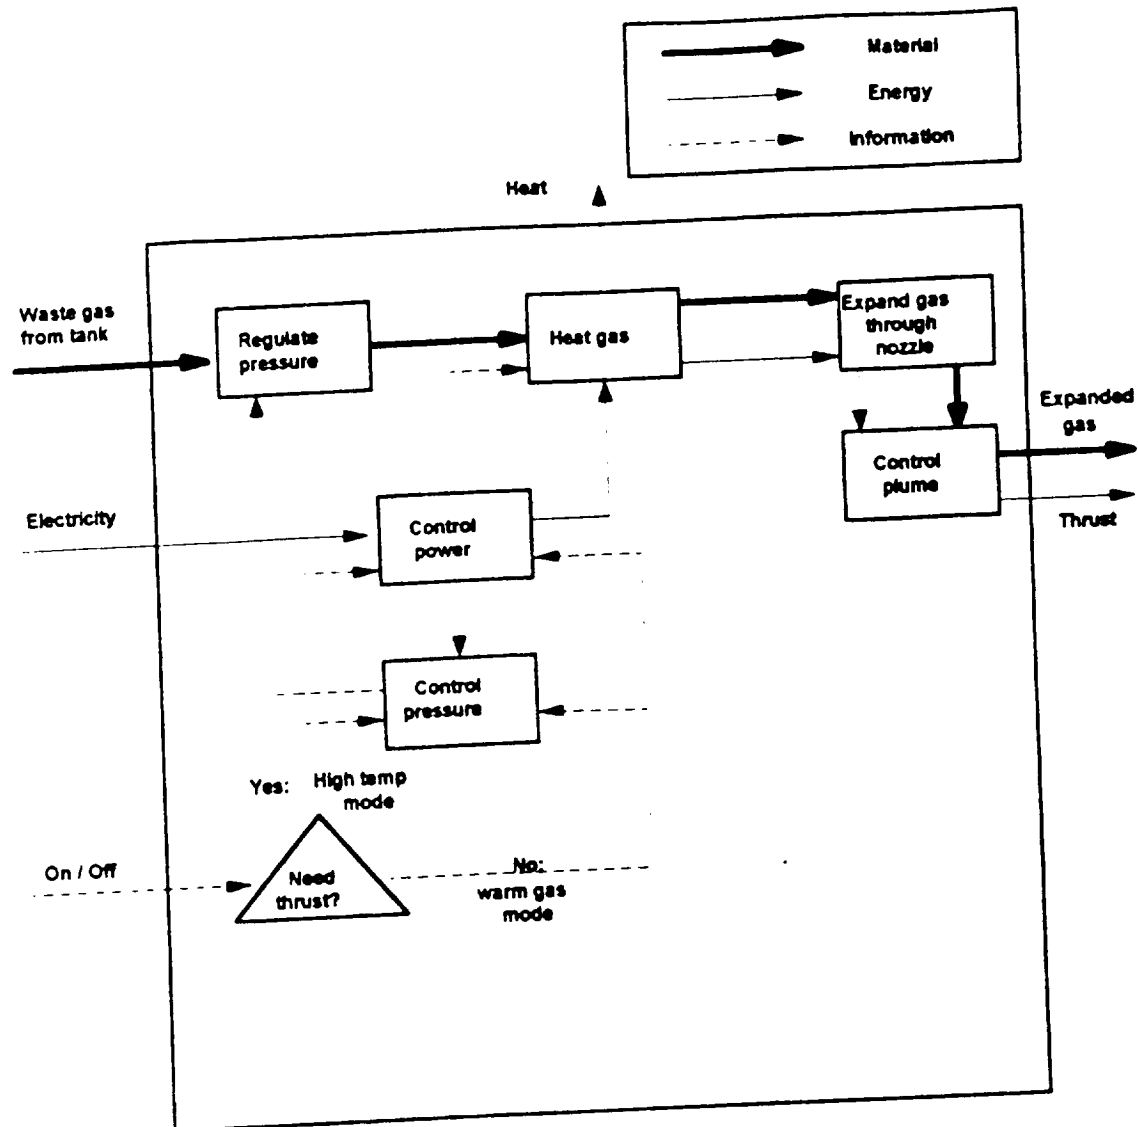 Material
Energy
Information
Heat
Waste gas
from tank
Regulate
pressure
Heat gas
Expand gas
through
nozzle
Expanded
gas
Control
plume
Thrust
Electricity
Control
power
Control
pressure
Yes: High temp
mode
On / Off
Need
thrust?
No:
warm gas
mode